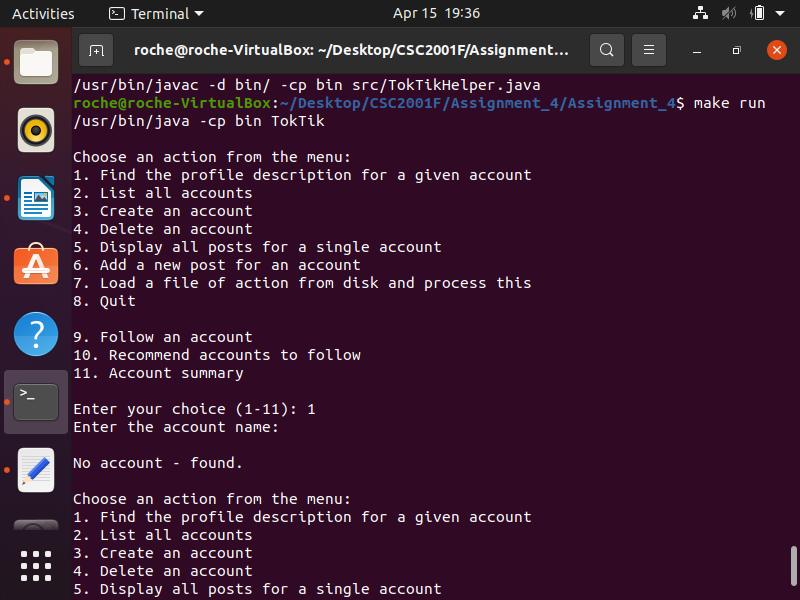 Activities
Terminal
Apr 15 19:36
roche@roche-VirtualBox: ~/Desktop/CSC2001F/Assignment...
/usr/bin/javac -d bin/ -cp bin src/TokTikHelper.java
roche@roche-VirtualBox:~/Desktop/CSC2001F/Assignment_4/Assignment_4$ make run
/usr/bin/java -cp bin TokTik
Choose an action from the menu:
1. Find the profile description for a given account
2. List all accounts
3. Create an account
4. Delete an account
5. Display all posts for a single account
6. Add a new post for an account
7. Load a file of action from disk and process this
8. Quit
9. Follow an account
10. Recommend accounts to follow
11. Account summary
Enter your choice (1-11): 1
Enter the account name:
No account - found.
Choose an action from the menu:
1. Find the profile description for a given account
2. List all accounts
3. Create an account
4. Delete an account
5. Display all posts for a single account